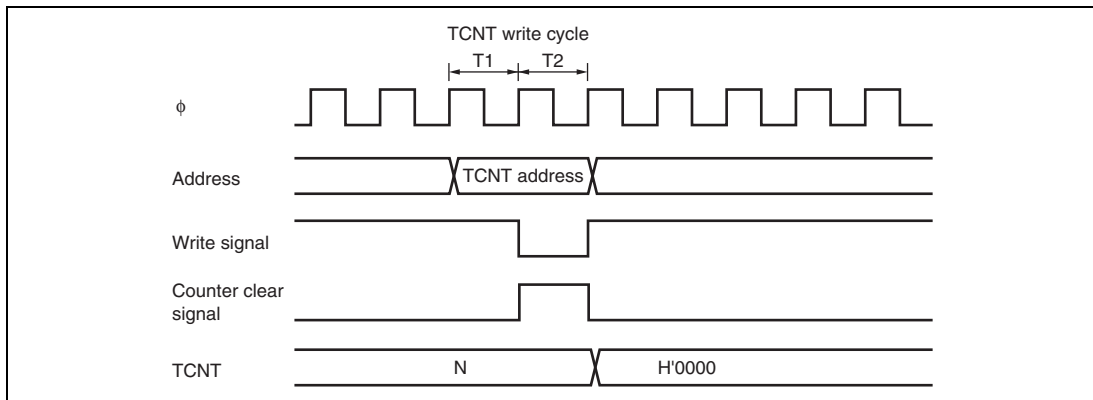 TCNT write cycle
T1 T2
ϕ
Address
TCNT address
Write signal
Counter clear
signal
TCNT
N
H'0000